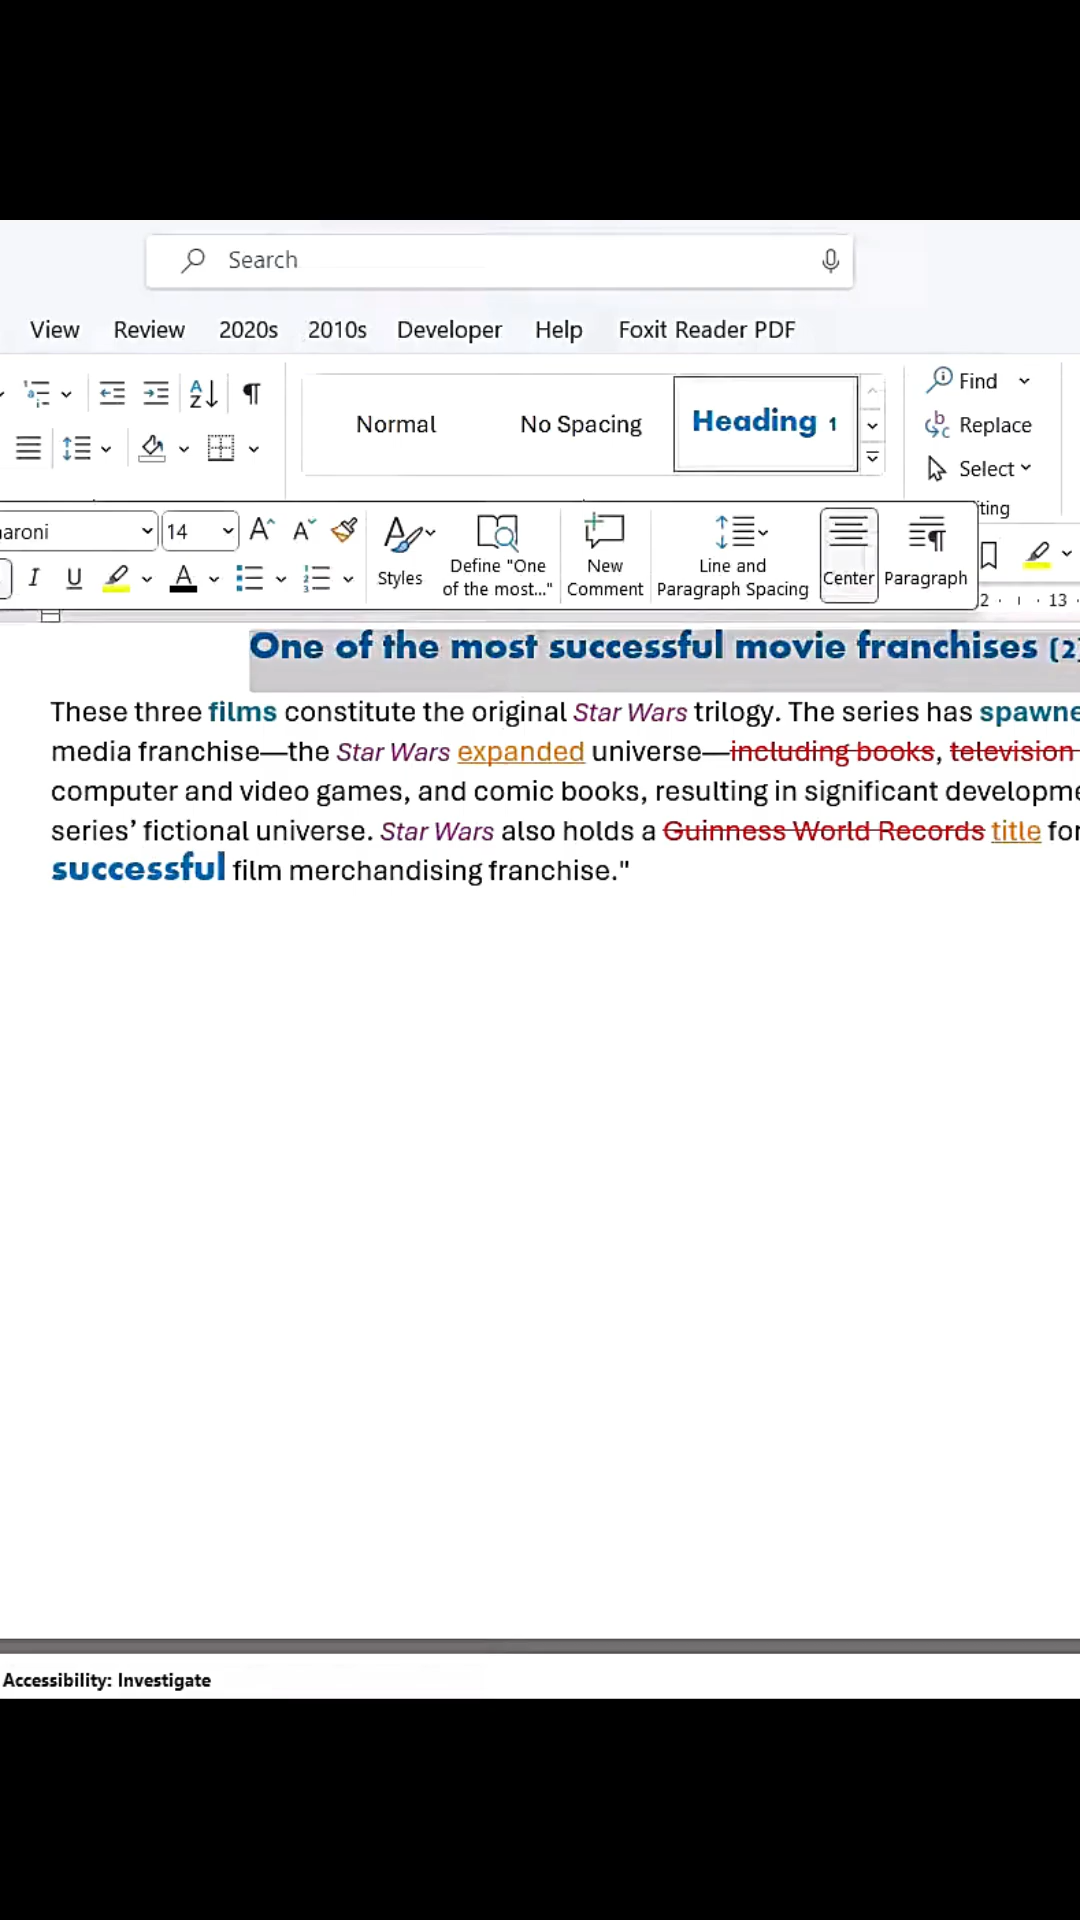 Search
View Review 2020s 2010s Developer Help Foxit Reader PDF
Normal No Spacing Heading 1
Find
Replace
Select
aroni 14
Styles
Define "One of the most..."
New Comment
Line and Paragraph Spacing
Center
Paragraph
ting
I U A
2 13
One of the most successful movie franchises (2
These three films constitute the original Star Wars trilogy. The series has spawne
media franchise—the Star Wars expanded universe—including books, television
computer and video games, and comic books, resulting in significant developme
series’ fictional universe. Star Wars also holds a Guinness World Records title for
successful film merchandising franchise."
Accessibility: Investigate